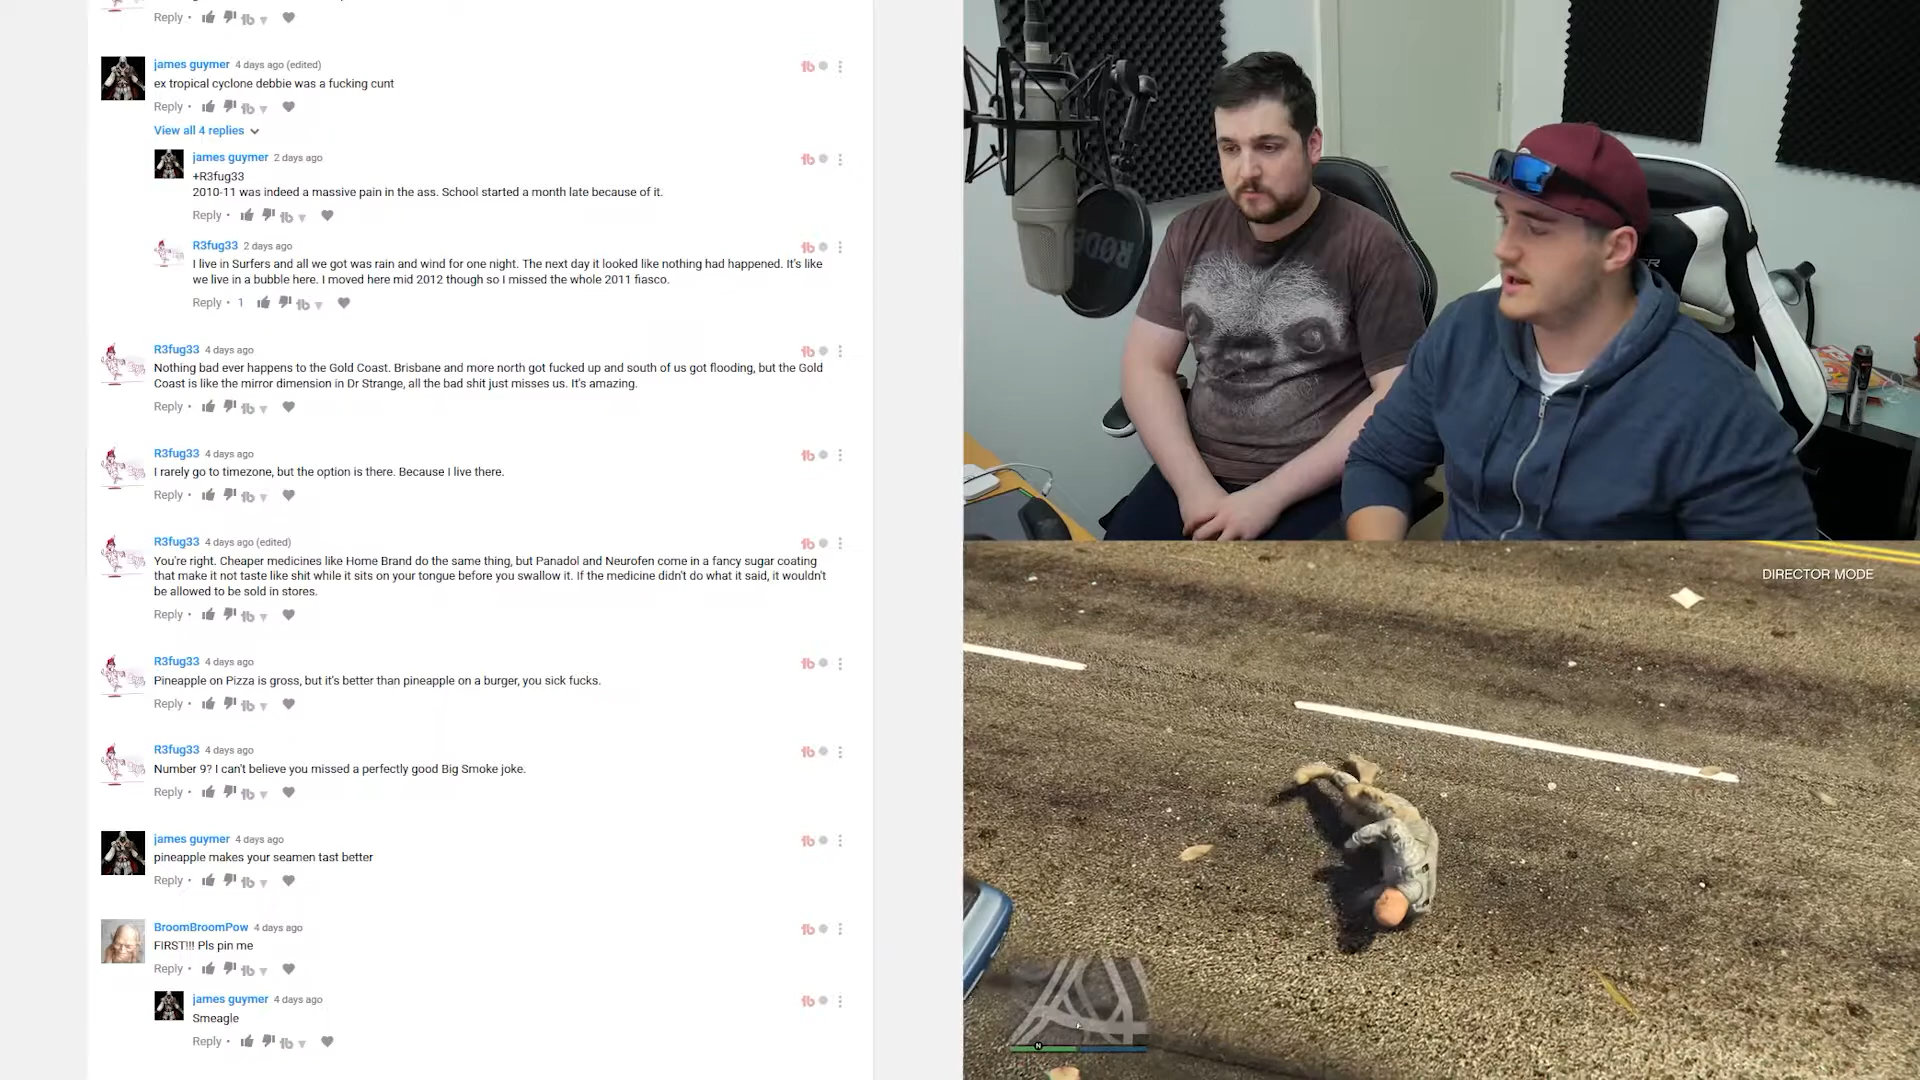 Reply •
james guymer 4 days ago (edited)
ex tropical cyclone debbie was a fucking cunt
Reply •
View all 4 replies
james guymer 2 days ago
+R3fug33
2010-11 was indeed a massive pain in the ass. School started a month late because of it.
Reply •
R3fug33 2 days ago
I live in Surfers and all we got was rain and wind for one night. The next day it looked like nothing had happened. It's like
we live in a bubble here. I moved here mid 2012 though so I missed the whole 2011 fiasco.
Reply • 1
R3fug33 4 days ago
Nothing bad ever happens to the Gold Coast. Brisbane and more north got fucked up and south of us got flooding, but the Gold
Coast is like the mirror dimension in Dr Strange, all the bad shit just misses us. It's amazing.
Reply •
R3fug33 4 days ago
I rarely go to timezone, but the option is there. Because I live there.
Reply •
R3fug33 4 days ago (edited)
You're right. Cheaper medicines like Home Brand do the same thing, but Panadol and Neurofen come in a fancy sugar coating
that make it not taste like shit while it sits on your tongue before you swallow it. If the medicine didn't do what it said, it wouldn't
be allowed to be sold in stores.
Reply •
R3fug33 4 days ago
Pineapple on Pizza is gross, but it's better than pineapple on a burger, you sick fucks.
Reply •
R3fug33 4 days ago
Number 9? I can't believe you missed a perfectly good Big Smoke joke.
Reply •
james guymer 4 days ago
pineapple makes your seamen tast better
Reply •
BroomBroomPow 4 days ago
FIRST!!! Pls pin me
Reply •
james guymer 4 days ago
Smeagle
Reply •
RØDE
DIRECTOR MODE
N